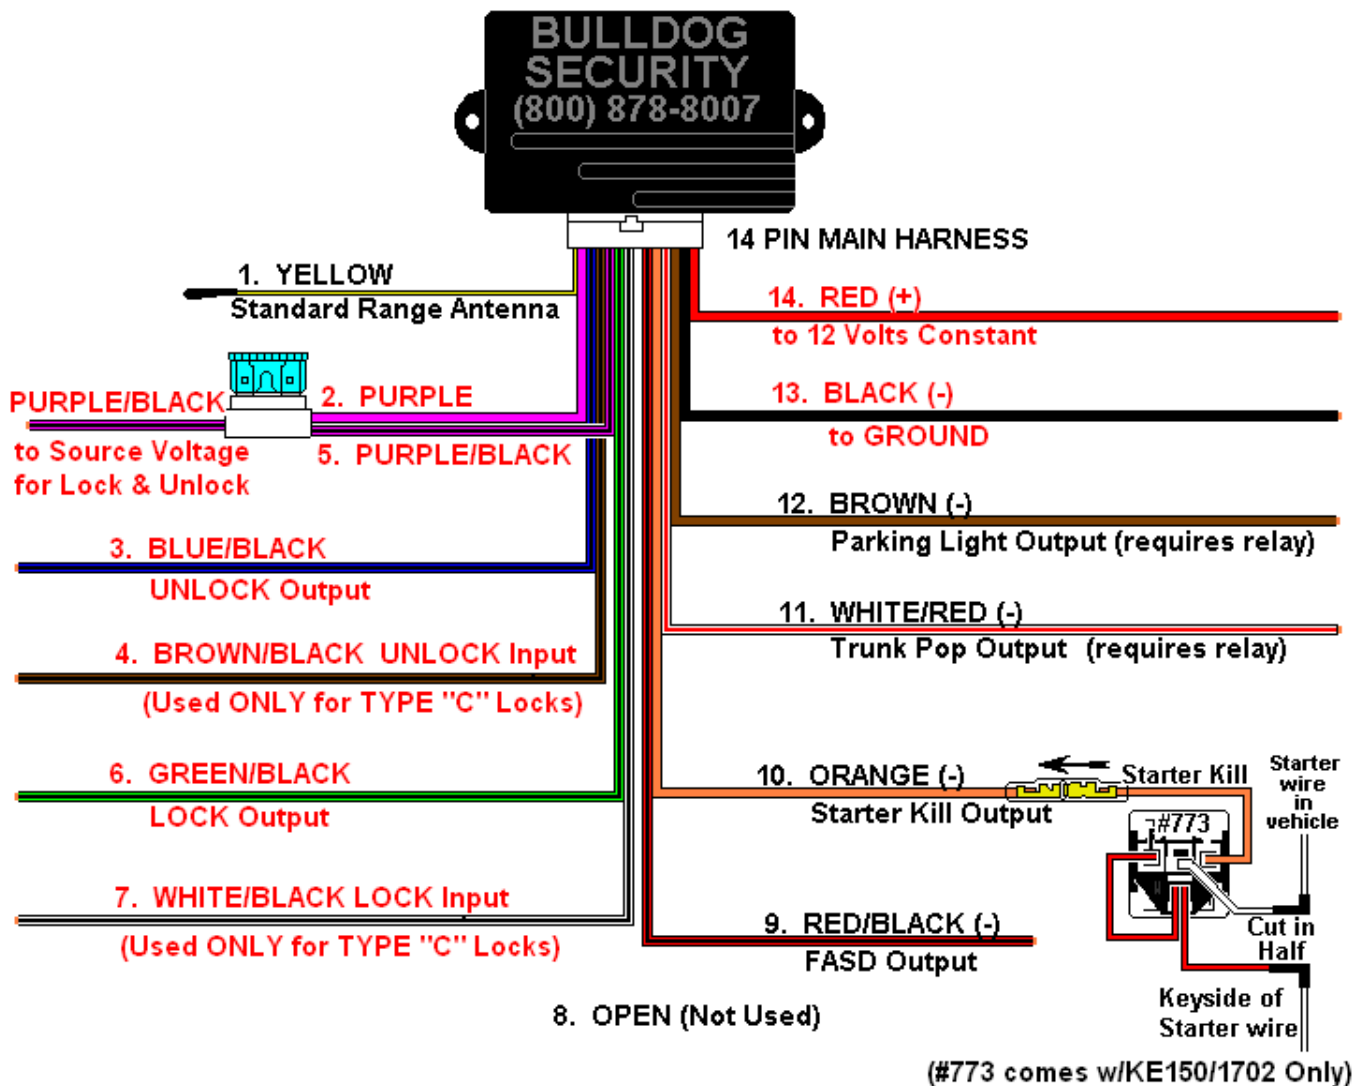 BULLDOG
SECURITY
(800) 878-8007
14 PIN MAIN HARNESS
1. YELLOW
Standard Range Antenna
14. RED (+)
to 12 Volts Constant
PURPLE/BLACK
2. PURPLE
13. BLACK (-)
to GROUND
to Source Voltage
for Lock & Unlock
5. PURPLE/BLACK
12. BROWN (-)
Parking Light Output (requires relay)
3. BLUE/BLACK
UNLOCK Output
11. WHITE/RED (-)
Trunk Pop Output (requires relay)
4. BROWN/BLACK UNLOCK Input
(Used ONLY for TYPE "C" Locks)
6. GREEN/BLACK
LOCK Output
10. ORANGE (-)
Starter Kill Output
Starter Kill
Starter
wire
in
vehicle
#773
7. WHITE/BLACK LOCK Input
(Used ONLY for TYPE "C" Locks)
9. RED/BLACK (-)
FASD Output
Cut in
Half
8. OPEN (Not Used)
Keyside of
Starter wire
(#773 comes w/KE150/1702 Only)